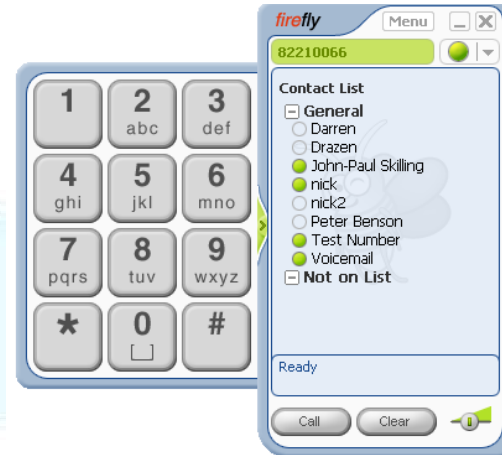 firefly Menu
82210066
Contact List
General
Darren
Drazen
John-Paul Skilling
nick
nick2
Peter Benson
Test Number
Voicemail
Not on List
Ready
Call Clear
1 2 3
abc def
4 5 6
ghi jkl mno
7 8 9
pqrs tuv wxyz
* 0 #